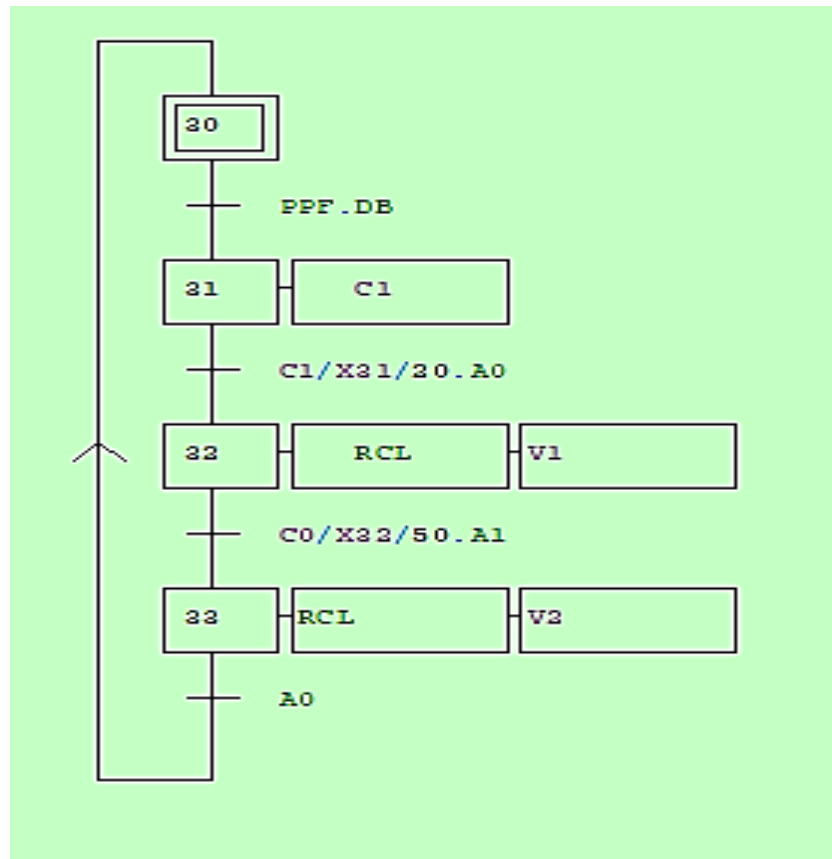 30
PPF.DB
31 C1
C1/X31/20.A0
32 RCL V1
C0/X32/50.A1
33 RCL V2
A0